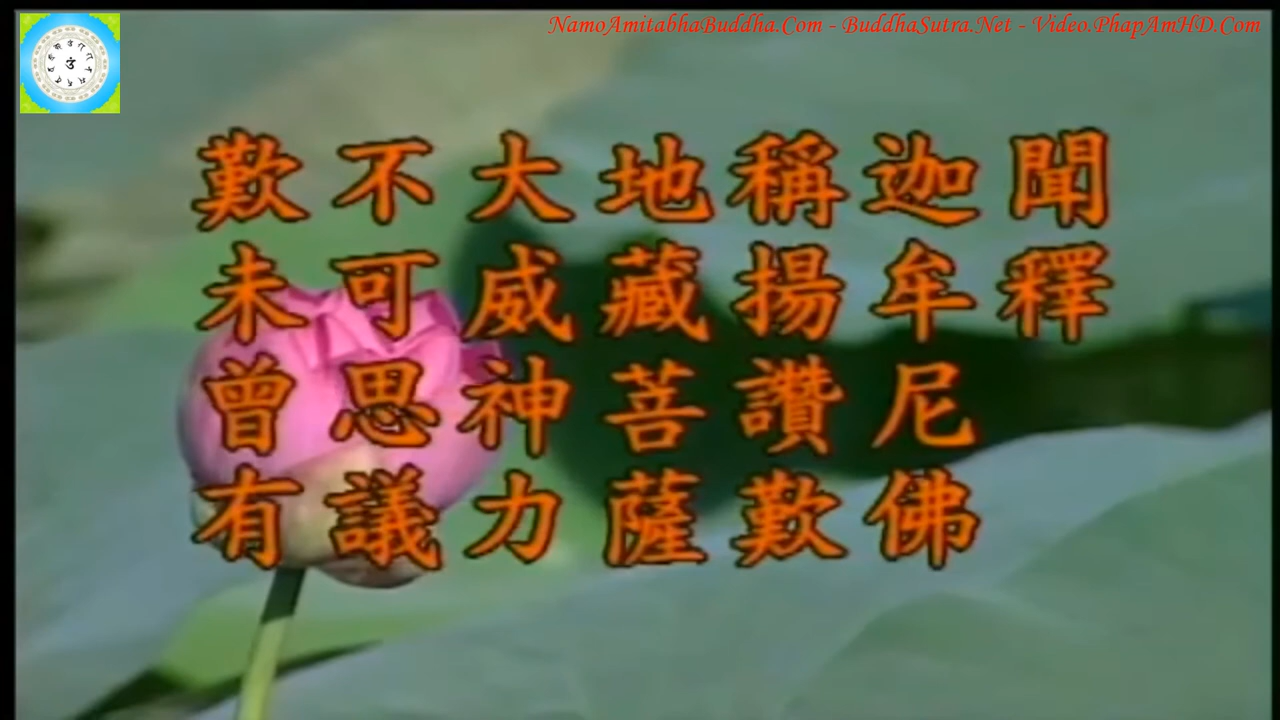 NamoAmitabhaBuddha.Com - BuddhaSutra.Net - Video.PhapAmHD.Com
聞釋
迦牟尼佛
稱揚讚歎
地藏菩薩
大威神力
不可思議
歎未曾有